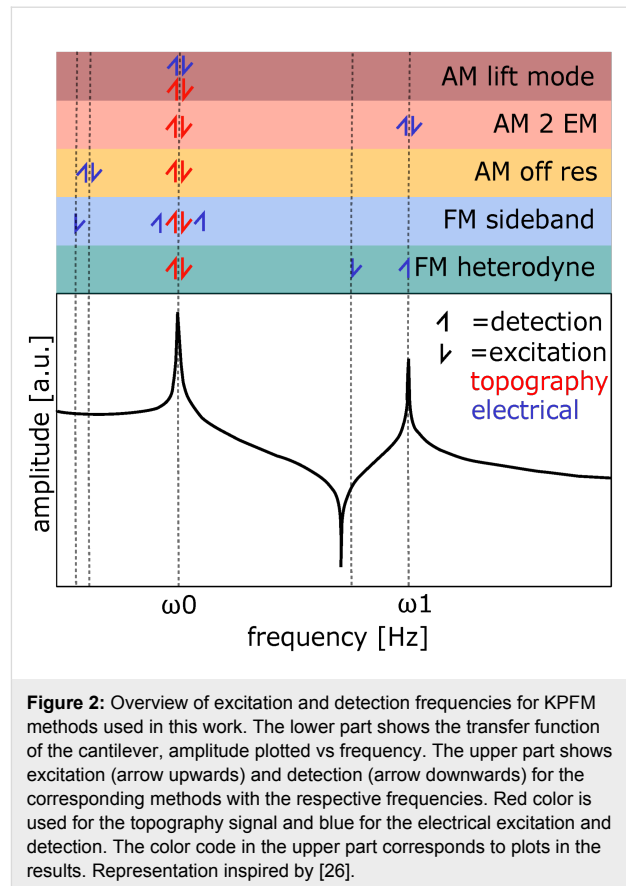 AM lift mode
AM 2 EM
AM off res
FM sideband
FM heterodyne
=detection
=excitation
topography
electrical
amplitude [a.u.]
ω0 ω1
frequency [Hz]
Figure 2: Overview of excitation and detection frequencies for KPFM
methods used in this work. The lower part shows the transfer function
of the cantilever, amplitude plotted vs frequency. The upper part shows
excitation (arrow upwards) and detection (arrow downwards) for the
corresponding methods with the respective frequencies. Red color is
used for the topography signal and blue for the electrical excitation and
detection. The color code in the upper part corresponds to plots in the
results. Representation inspired by [26].